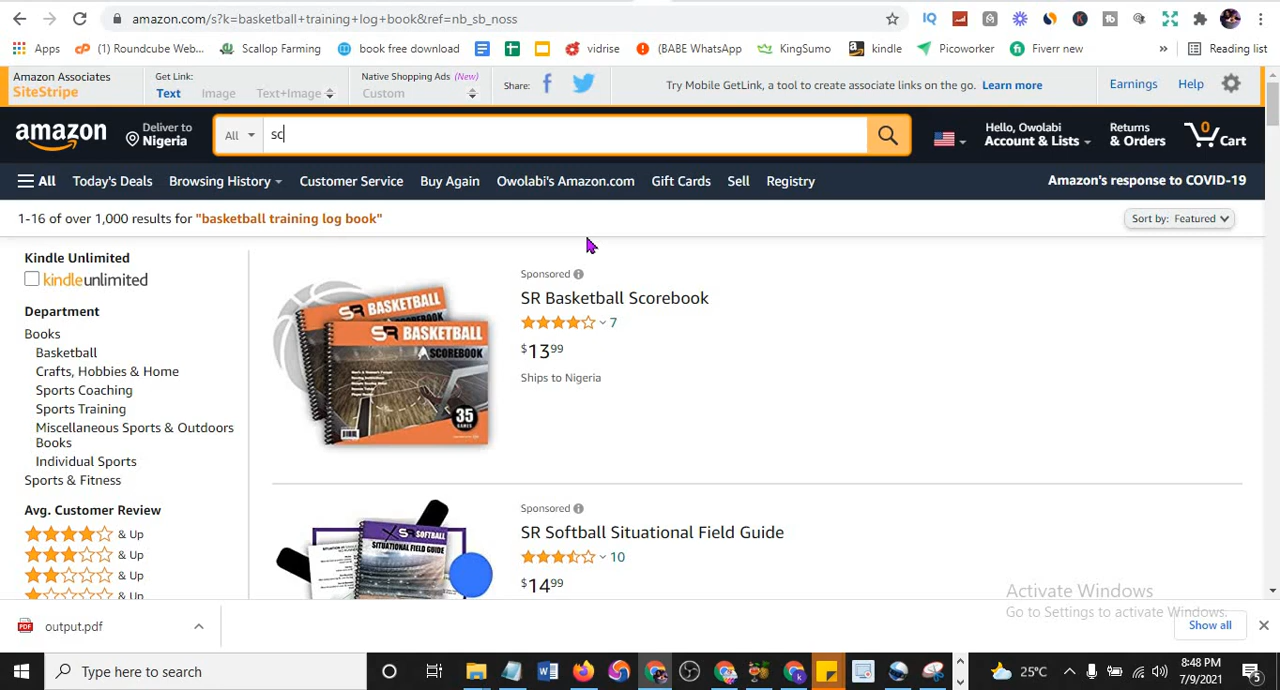 amazon.com/s?k=basketball+training+log+book&ref=nb_sb_noss
Apps (1) Roundcube Web... Scallop Farming book free download vidrise (BABE WhatsApp KingSumo kindle Picoworker Fiverr new » Reading list
Amazon Associates
SiteStripe
Get Link:
Text Image Text+Image
Native Shopping Ads (New)
Custom
Share:
Try Mobile GetLink, a tool to create associate links on the go. Learn more
Earnings Help
amazon
Deliver to
Nigeria
All sc
Hello, Owolabi
Account & Lists
Returns
& Orders
0
Cart
All Today's Deals Browsing History Customer Service Buy Again Owolabi's Amazon.com Gift Cards Sell Registry Amazon's response to COVID-19
1-16 of over 1,000 results for "basketball training log book"
Sort by: Featured
Kindle Unlimited
kindleunlimited
Department
Books
Basketball
Crafts, Hobbies & Home
Sports Coaching
Sports Training
Miscellaneous Sports & Outdoors
Books
Individual Sports
Sports & Fitness
Avg. Customer Review
& Up
& Up
& Up
& Up
SR BASKETBALL
SR BASKETBALL
SCOREBOOK
35
GAMES
Sponsored
SR Basketball Scorebook
7
$13 99
Ships to Nigeria
SR SOFTBALL
SITUATIONAL FIELD GUIDE
Sponsored
SR Softball Situational Field Guide
10
$14 99
Activate Windows
Go to Settings to activate Windows.
output.pdf
Show all
Type here to search
25°C
8:48 PM
7/9/2021
5